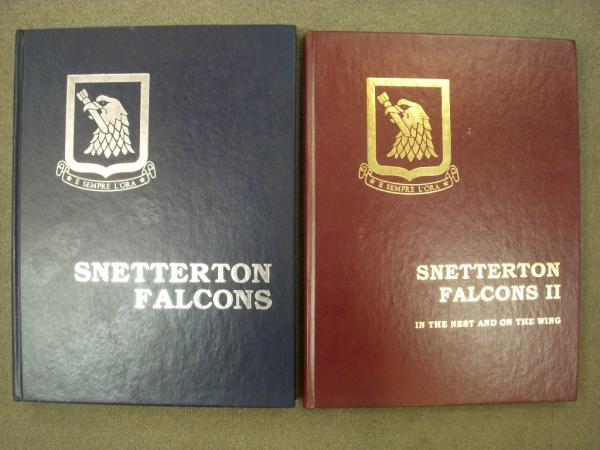 E SEMPRE L'ORA
SNETTERTON
FALCONS
E SEMPRE L'ORA
SNETTERTON
FALCONS II
IN THE NEST AND ON THE WING